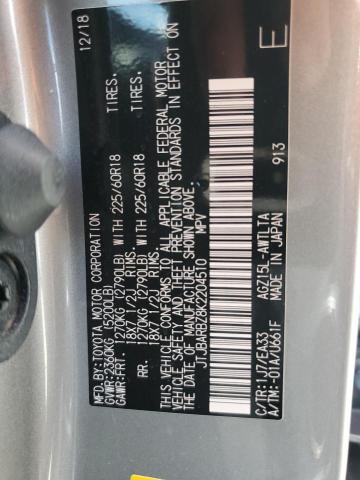 MFD.BY:TOYOTA MOTOR CORPORATION 12/18
GVWR:2360KG (5200LB)
GAWR:FRT. 1270KG (2790LB) WITH 225/60R18 TIRES.
18X7 1/2J RIMS
RR. 1270KG (2790LB) WITH 225/60R18 TIRES.
18X7 1/2J RIMS
THIS VEHICLE CONFORMS TO ALL APPLICABLE FEDERAL MOTOR
VEHICLE SAFETY AND THEFT PREVENTION STANDARDS IN EFFECT ON
THE DATE OF MANUFACTURE SHOWN ABOVE.
JTJBARBZ8K2204510 MPV
C/TR:1J7/EA33 AGZ15L-AWTLTA E
A/TM:-01A/U661F MADE IN JAPAN 913